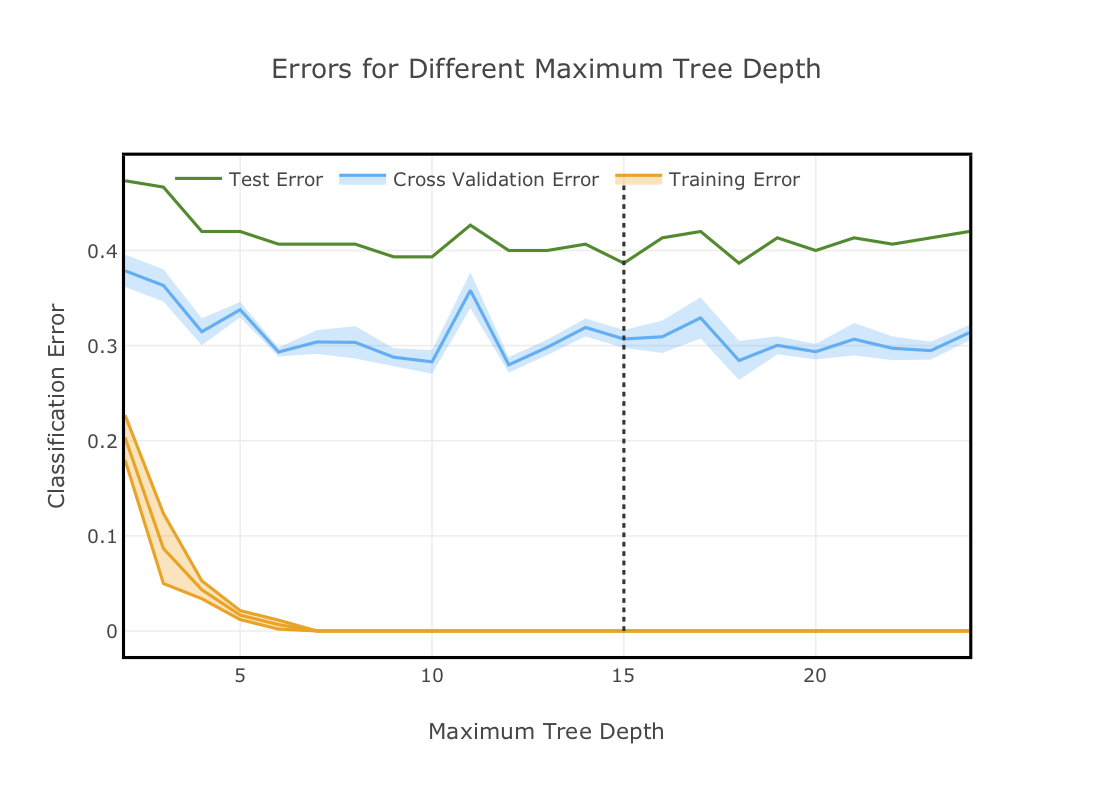 Errors for Different Maximum Tree Depth
Test Error Cross Validation Error Training Error
Classification Error
0.4
0.3
0.2
0.1
0
5 10 15 20
Maximum Tree Depth